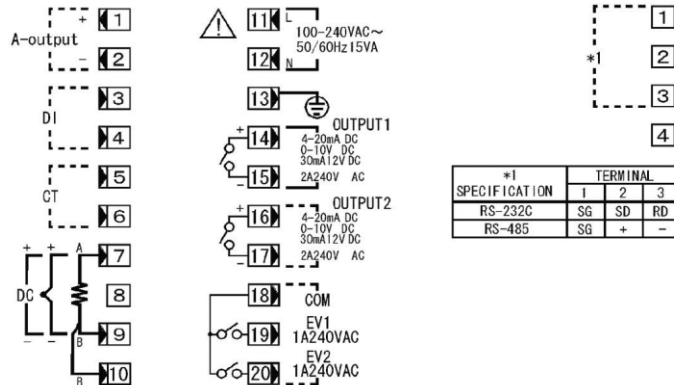 A-output
+
-
1
2
DI
3
4
CT
5
6
DC
+ + A
- - B
B
7
8
9
10
11 L
12 N
100-240VAC~
50/60Hz15VA
13
OUTPUT1
+ 14
- 15
4-20mA DC
0-10V DC
30mA12V DC
2A240V AC
OUTPUT2
+ 16
- 17
4-20mA DC
0-10V DC
30mA12V DC
2A240V AC
18 COM
19 EV1
1A240VAC
20 EV2
1A240VAC
*1
1
2
3
4
*1 TERMINAL
SPECIFICATION 1 2 3
RS-232C SG SD RD
RS-485 SG + -